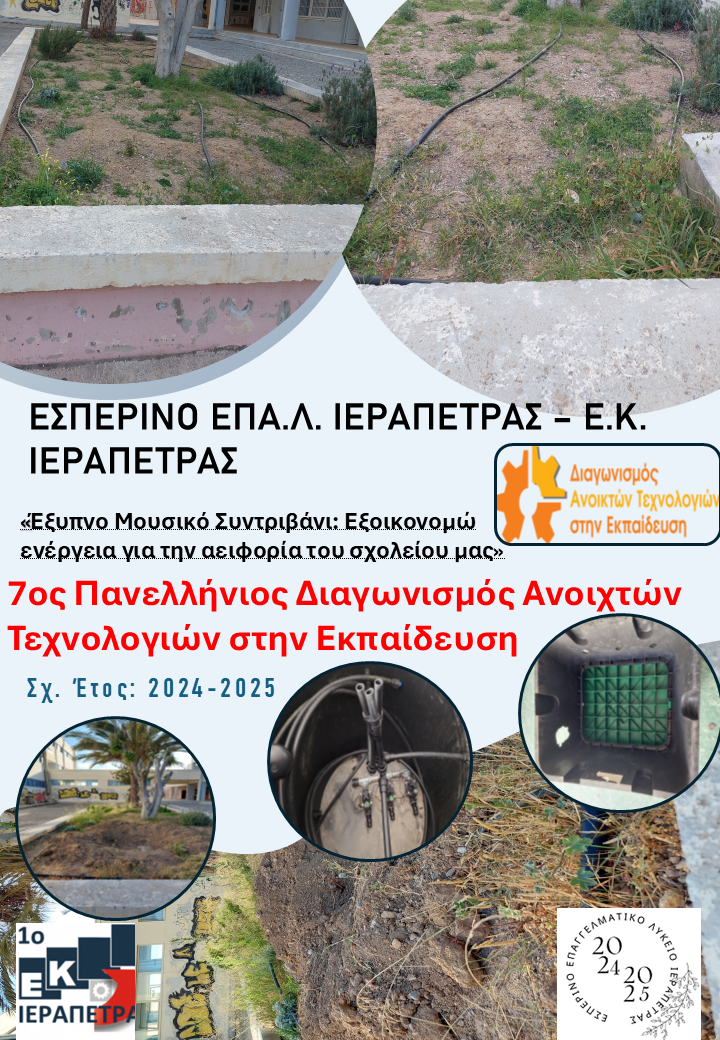 ΕΣΠΕΡΙΝΟ ΕΠΑ.Λ. ΙΕΡΑΠΕΤΡΑΣ – Ε.Κ.
ΙΕΡΑΠΕΤΡΑΣ
Διαγωνισμός
Ανοικτών Τεχνολογιών
στην Εκπαίδευση
«Έξυπνο Μουσικό Συντριβάνι: Εξοικονομώ
ενέργεια για την αειφορία του σχολείου μας»
7ος Πανελλήνιος Διαγωνισμός Ανοιχτών
Τεχνολογιών στην Εκπαίδευση
Σχ. Έτος: 2024-2025
1ο
ΕΚ
ΙΕΡΑΠΕΤΡΑ
ΕΣΠΕΡΙΝΟ ΕΠΑΓΓΕΛΜΑΤΙΚΟ ΛΥΚΕΙΟ ΙΕΡΑΠΕΤΡΑΣ
20
24 20
25